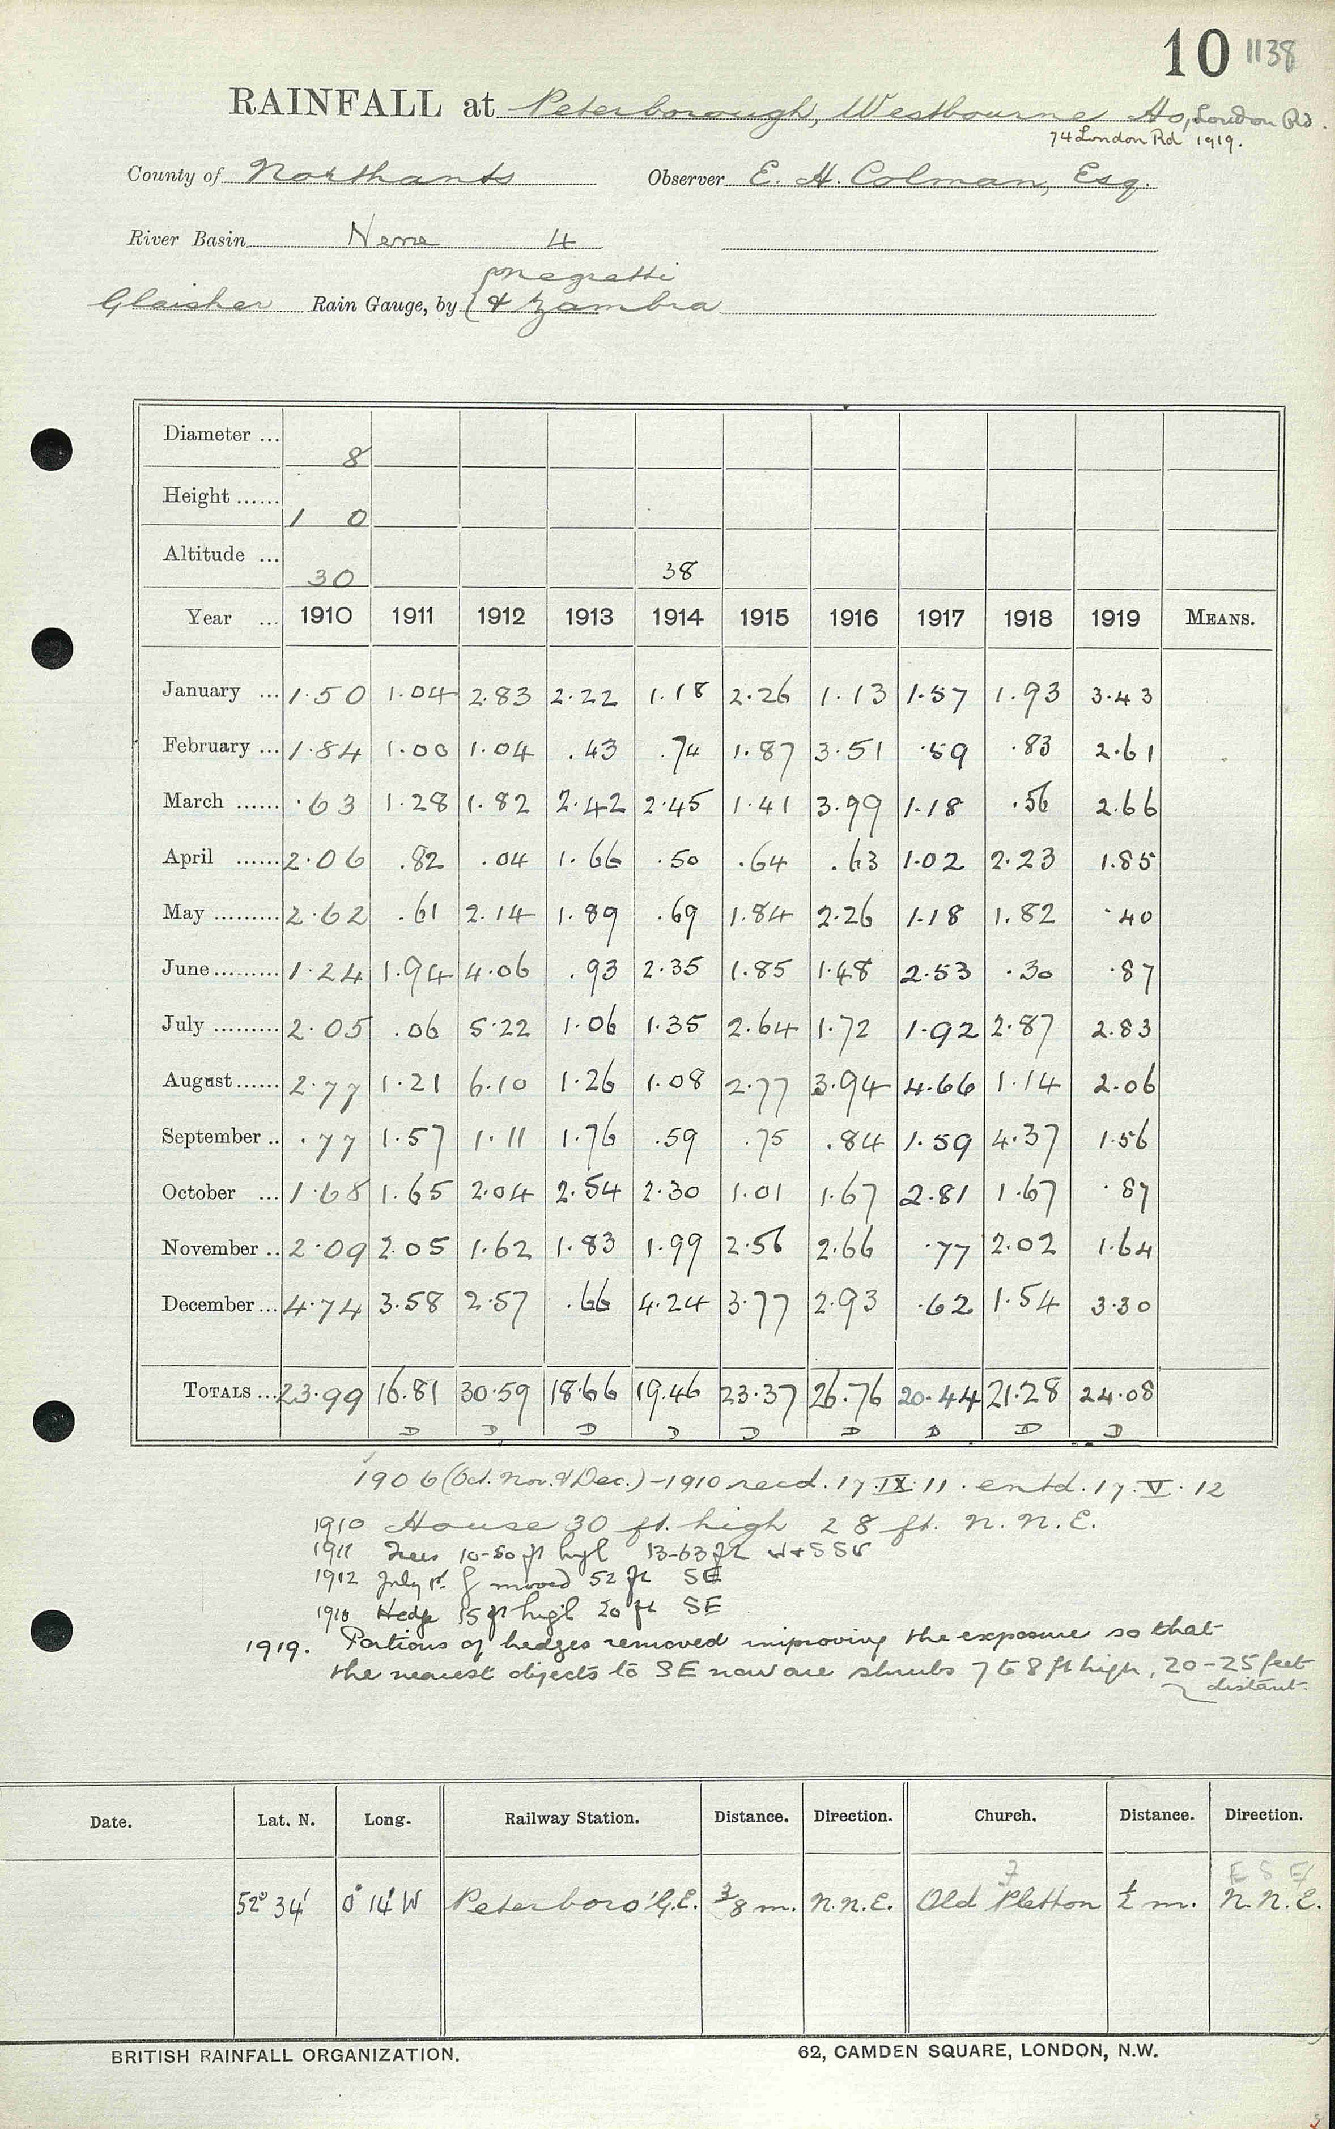 10 1138
RAINFALL at Peterborough, Westbourne Ho, London Rd.
74 London Rd 1919.
County of Northants Observer E. H. Colman, Esq.
River Basin Nene 4
Glaisher Rain Gauge, by Negretti
& Zambra
Diameter ... 8
Height ...... 1 0
Altitude ... 30 38
Year ... 1910 1911 1912 1913 1914 1915 1916 1917 1918 1919 MEANS.
January ... 1.50 1.04 2.83 2.22 1.18 2.26 1.13 1.57 1.93 3.43
February ... 1.84 1.00 1.04 .43 .74 1.87 3.51 .59 .83 2.61
March ...... .63 1.28 1.82 2.42 2.45 1.41 3.99 1.18 .56 2.66
April ...... 2.06 .82 .04 1.66 .50 .64 .63 1.02 2.23 1.85
May ......... 2.62 .61 2.14 1.89 .69 1.84 2.26 1.18 1.82 .40
June ......... 1.24 1.94 4.06 .93 2.35 1.85 1.48 2.53 .30 .87
July ......... 2.05 .06 5.22 1.06 1.35 2.64 1.72 1.92 2.87 2.83
August ...... 2.77 1.21 6.10 1.26 1.08 2.77 3.94 4.66 1.14 2.06
September .. .77 1.57 1.11 1.76 .59 .75 .84 1.59 4.37 1.56
October ... 1.68 1.65 2.04 2.54 2.30 1.01 1.67 2.81 1.67 .87
November .. 2.09 2.05 1.62 1.83 1.99 2.56 2.66 .77 2.02 1.64
December ... 4.74 3.58 2.57 .66 4.24 3.77 2.93 .62 1.54 3.30
TOTALS ... 23.99 16.81 30.59 18.66 19.46 23.37 26.76 20.44 21.28 24.08
D D D D D D D D D
1906 (Oct. Nov. & Dec.) - 1910 recd. 17.IX.11. entd. 17.V.12
1910 House 30 ft. high 28 ft. N.N.E.
1911 Trees 10-50 ft high 13-63 ft W + SSW
1912 July 1st. moved 52 ft SE
1918 Hedge 15 ft high 20 ft SE
1919. Portions of hedges removed improving the exposure so that
the nearest objects to SE now are shrubs 7 to 8 ft high, 20-25 feet
distant.
Date. Lat. N. Long. Railway Station. Distance. Direction. Church. Distance. Direction.
? E S E
52° 34' 0° 14' W Peterboro' G.E. 3/8 m. N.N.E. Old Fletton 1/2 m. N.N.E.
BRITISH RAINFALL ORGANIZATION. 62, CAMDEN SQUARE, LONDON, N.W.